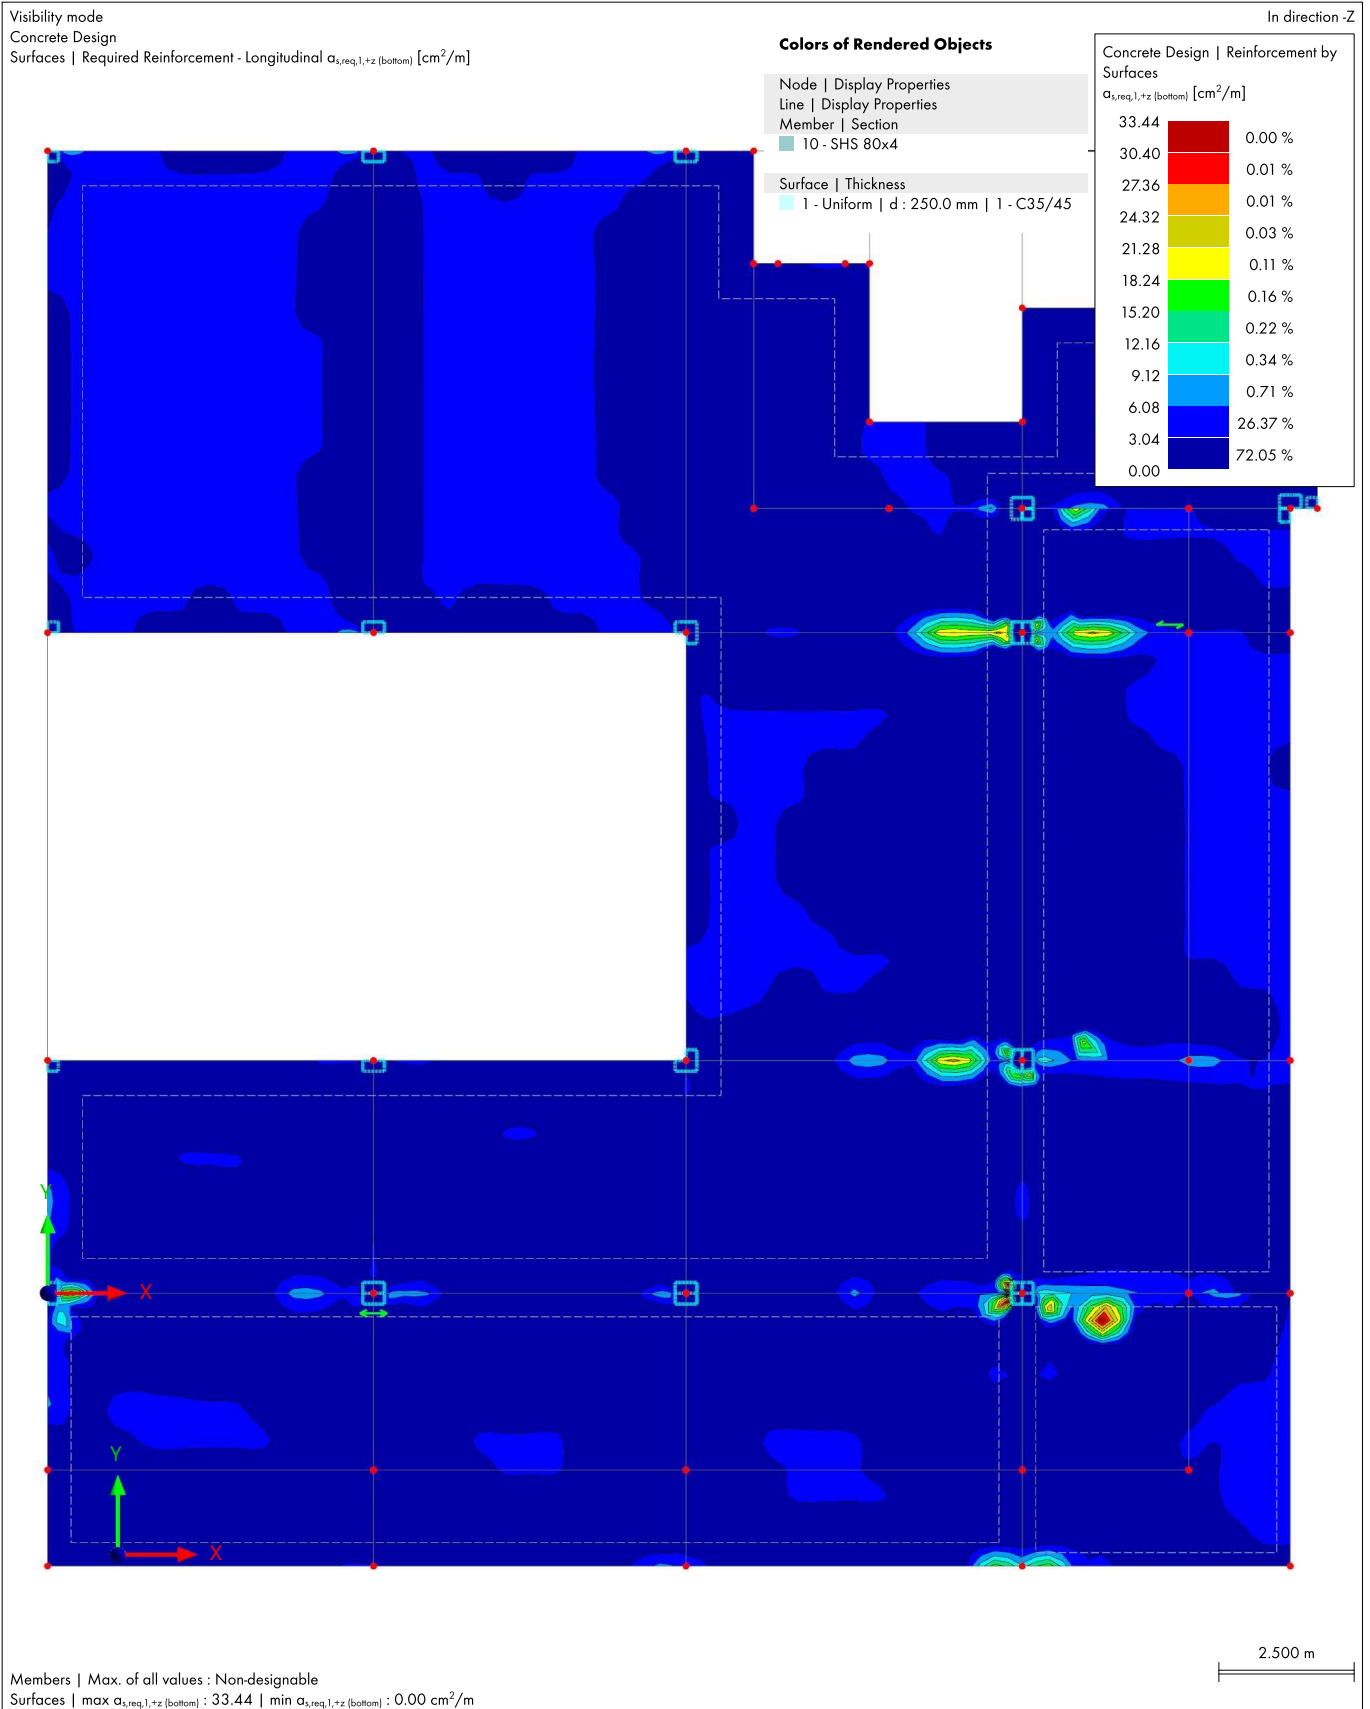 Visibility mode
In direction -Z
Concrete Design
Surfaces | Required Reinforcement - Longitudinal as,req,1,+z (bottom) [cm²/m]
Colors of Rendered Objects
Node | Display Properties
Line | Display Properties
Member | Section
10 - SHS 80x4
Surface | Thickness
1 - Uniform | d : 250.0 mm | 1 - C35/45
Concrete Design | Reinforcement by
Surfaces
as,req,1,+z (bottom) [cm²/m]
33.44
0.00 %
30.40
0.01 %
27.36
0.01 %
24.32
0.03 %
21.28
0.11 %
18.24
0.16 %
15.20
0.22 %
12.16
0.34 %
9.12
0.71 %
6.08
26.37 %
3.04
72.05 %
0.00
Y
X
Y
X
2.500 m
Members | Max. of all values : Non-designable
Surfaces | max as,req,1,+z (bottom) : 33.44 | min as,req,1,+z (bottom) : 0.00 cm²/m